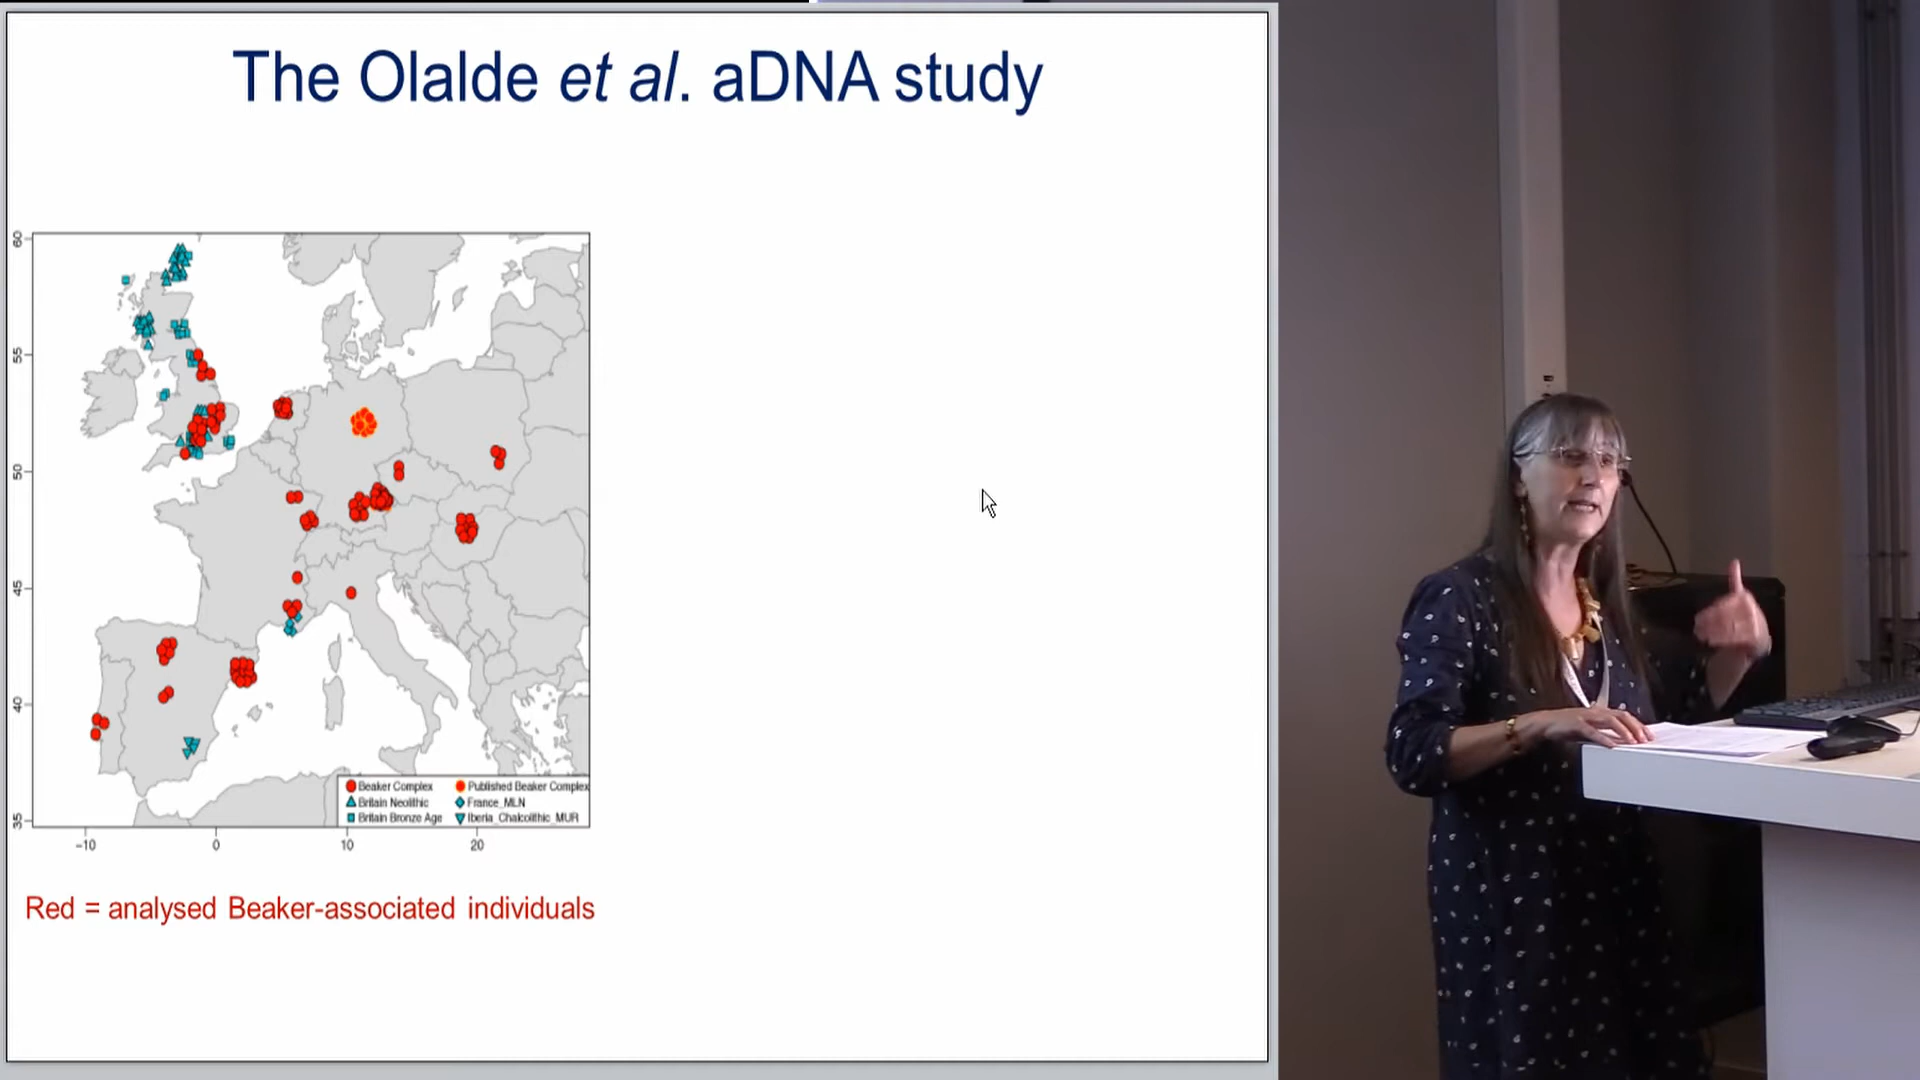 The Olalde et al. aDNA study
60
55
50
45
40
35
Beaker Complex Published Beaker Complex
Britain Neolithic France_MLN
Britain Bronze Age Iberia_Chalcolithic_MUR
−10 0 10 20
Red = analysed Beaker-associated individuals